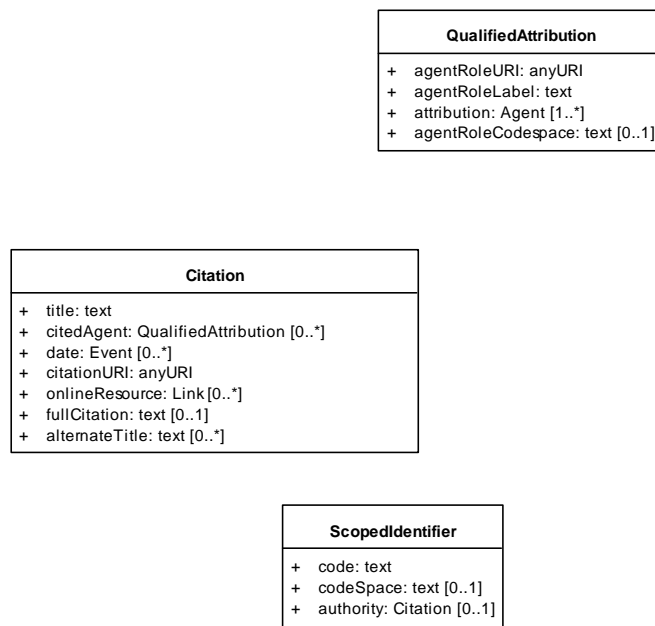 QualifiedAttribution
+ agentRoleURI: anyURI
+ agentRoleLabel: text
+ attribution: Agent [1..*]
+ agentRoleCodespace: text [0..1]
Citation
+ title: text
+ citedAgent: QualifiedAttribution [0..*]
+ date: Event [0..*]
+ citationURI: anyURI
+ onlineResource: Link [0..*]
+ fullCitation: text [0..1]
+ alternateTitle: text [0..*]
ScopedIdentifier
+ code: text
+ codeSpace: text [0..1]
+ authority: Citation [0..1]